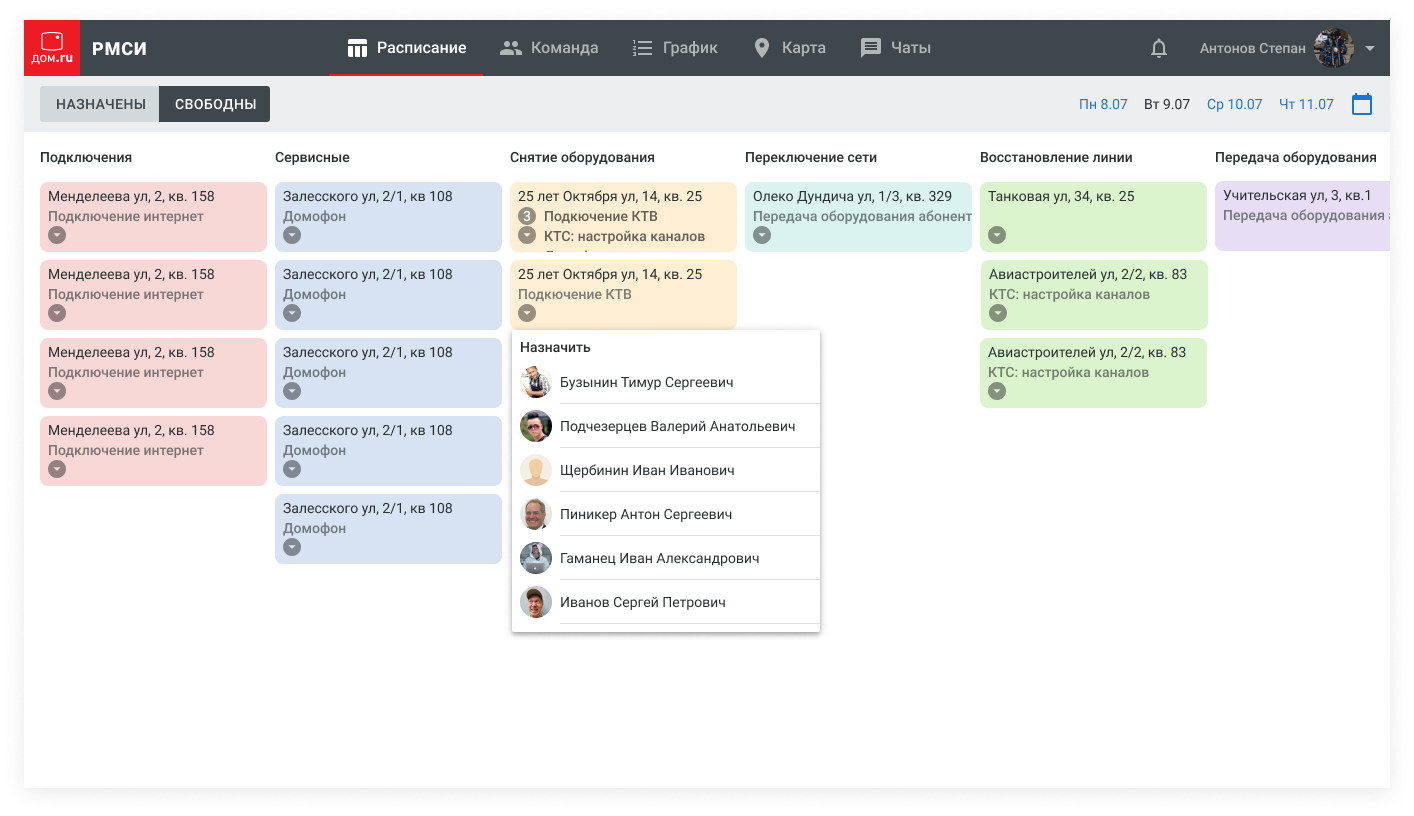 дом.ru
РМСИ
Расписание
Команда
График
Карта
Чаты
Антонов Степан
НАЗНАЧЕНЫ
СВОБОДНЫ
Пн 8.07
Вт 9.07
Ср 10.07
Чт 11.07
Подключения
Менделеева ул, 2, кв. 158
Подключение интернет
Менделеева ул, 2, кв. 158
Подключение интернет
Менделеева ул, 2, кв. 158
Подключение интернет
Менделеева ул, 2, кв. 158
Подключение интернет
Сервисные
Залесского ул, 2/1, кв 108
Домофон
Залесского ул, 2/1, кв 108
Домофон
Залесского ул, 2/1, кв 108
Домофон
Залесского ул, 2/1, кв 108
Домофон
Залесского ул, 2/1, кв 108
Домофон
Снятие оборудования
25 лет Октября ул, 14, кв. 25
3 Подкючение КТВ
КТС: настройка каналов
25 лет Октября ул, 14, кв. 25
Подкючение КТВ
Назначить
Бузынин Тимур Сергеевич
Подчезерцев Валерий Анатольевич
Щербинин Иван Иванович
Пиникер Антон Сергеевич
Гаманец Иван Александрович
Иванов Сергей Петрович
Переключение сети
Олеко Дундича ул, 1/3, кв. 329
Передача оборудования абонент
Восстановление линии
Танковая ул, 34, кв. 25
Авиастроителей ул, 2/2, кв. 83
КТС: настройка каналов
Авиастроителей ул, 2/2, кв. 83
КТС: настройка каналов
Передача оборудования
Учительская ул, 3, кв.1
Передача оборудования